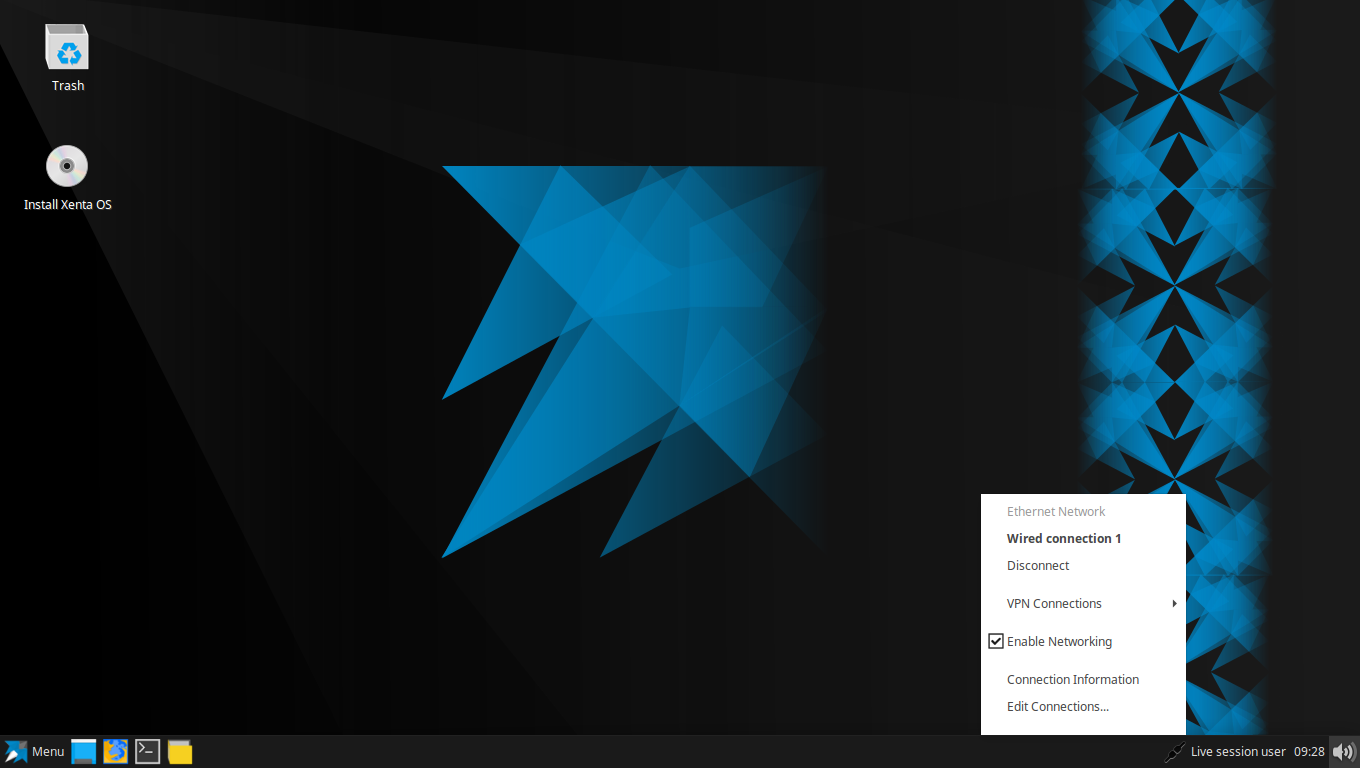 Trash
Install Xenta OS
Ethernet Network
Wired connection 1
Disconnect
VPN Connections
Enable Networking
Connection Information
Edit Connections...
Menu
Live session user 09:28